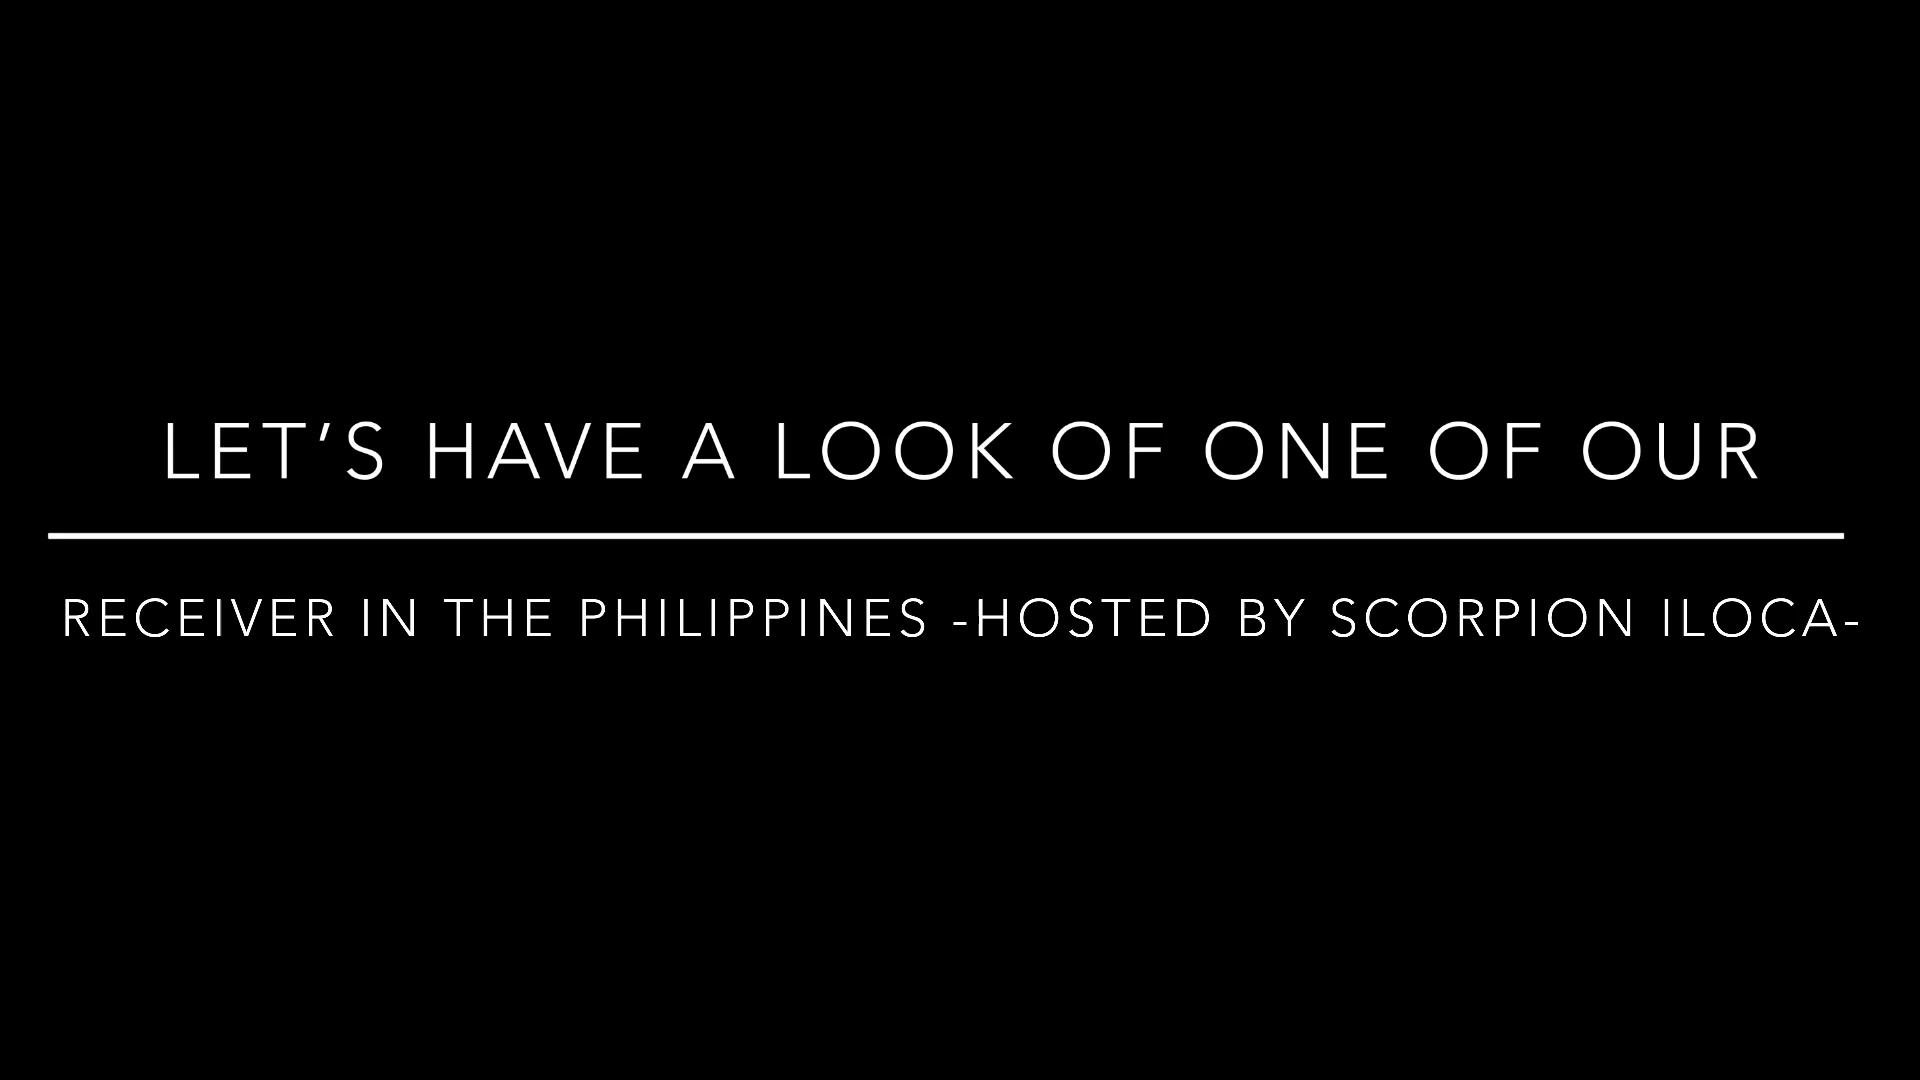 LET’S HAVE A LOOK OF ONE OF OUR
RECEIVER IN THE PHILIPPINES -HOSTED BY SCORPION ILOCA-